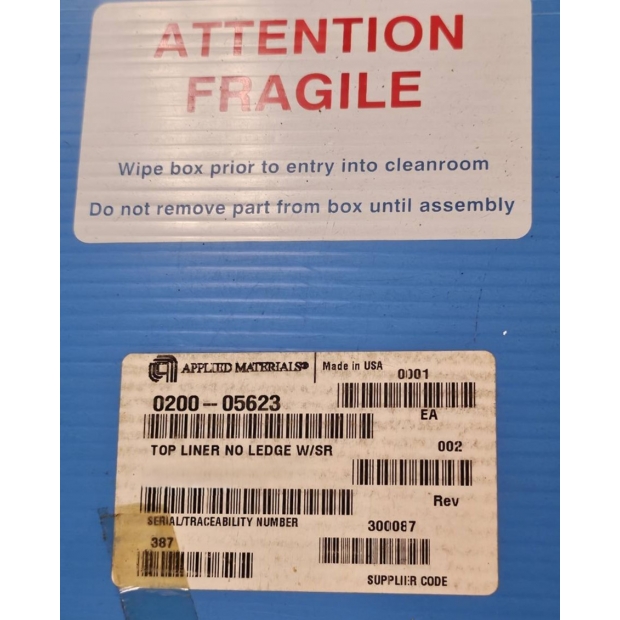 ATTENTION
FRAGILE
Wipe box prior to entry into cleanroom
Do not remove part from box until assembly
APPLIED MATERIALS® Made in USA 0001
0200-05623
EA
TOP LINER NO LEDGE W/SR 002
Rev
SERIAL/TRACEABILITY NUMBER 300087
387
SUPPLIER CODE